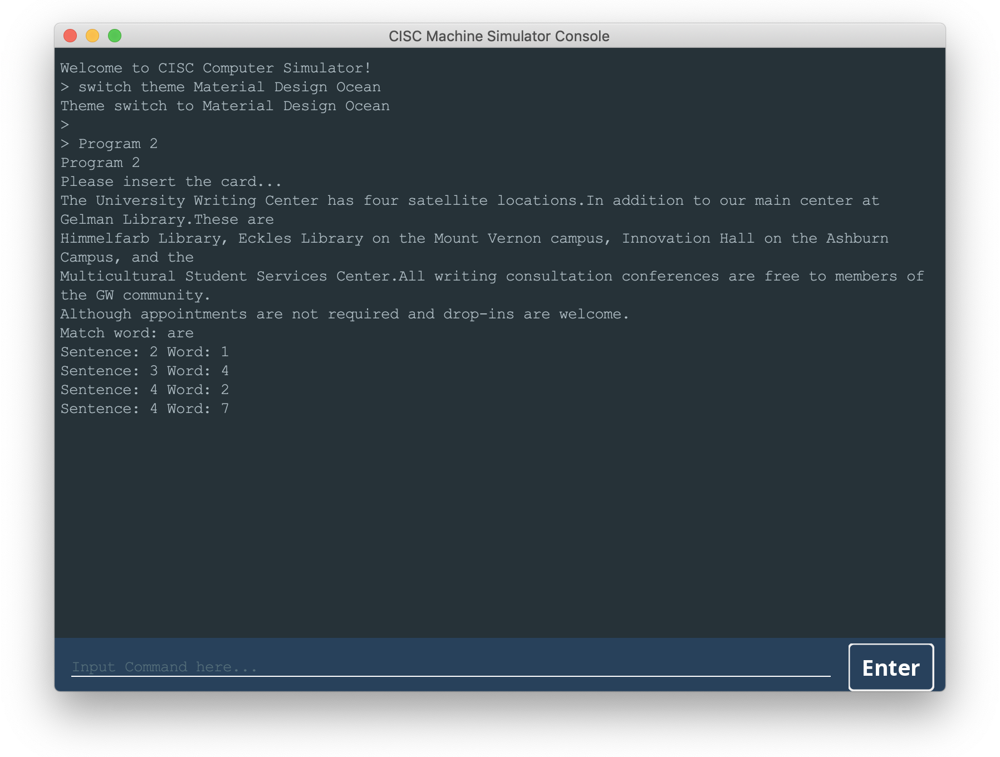 CISC Machine Simulator Console
Welcome to CISC Computer Simulator!
> switch theme Material Design Ocean
Theme switch to Material Design Ocean
>
> Program 2
Program 2
Please insert the card...
The University Writing Center has four satellite locations.In addition to our main center at
Gelman Library.These are
Himmelfarb Library, Eckles Library on the Mount Vernon campus, Innovation Hall on the Ashburn
Campus, and the
Multicultural Student Services Center.All writing consultation conferences are free to members of
the GW community.
Although appointments are not required and drop-ins are welcome.
Match word: are
Sentence: 2 Word: 1
Sentence: 3 Word: 4
Sentence: 4 Word: 2
Sentence: 4 Word: 7
Input Command here...
Enter